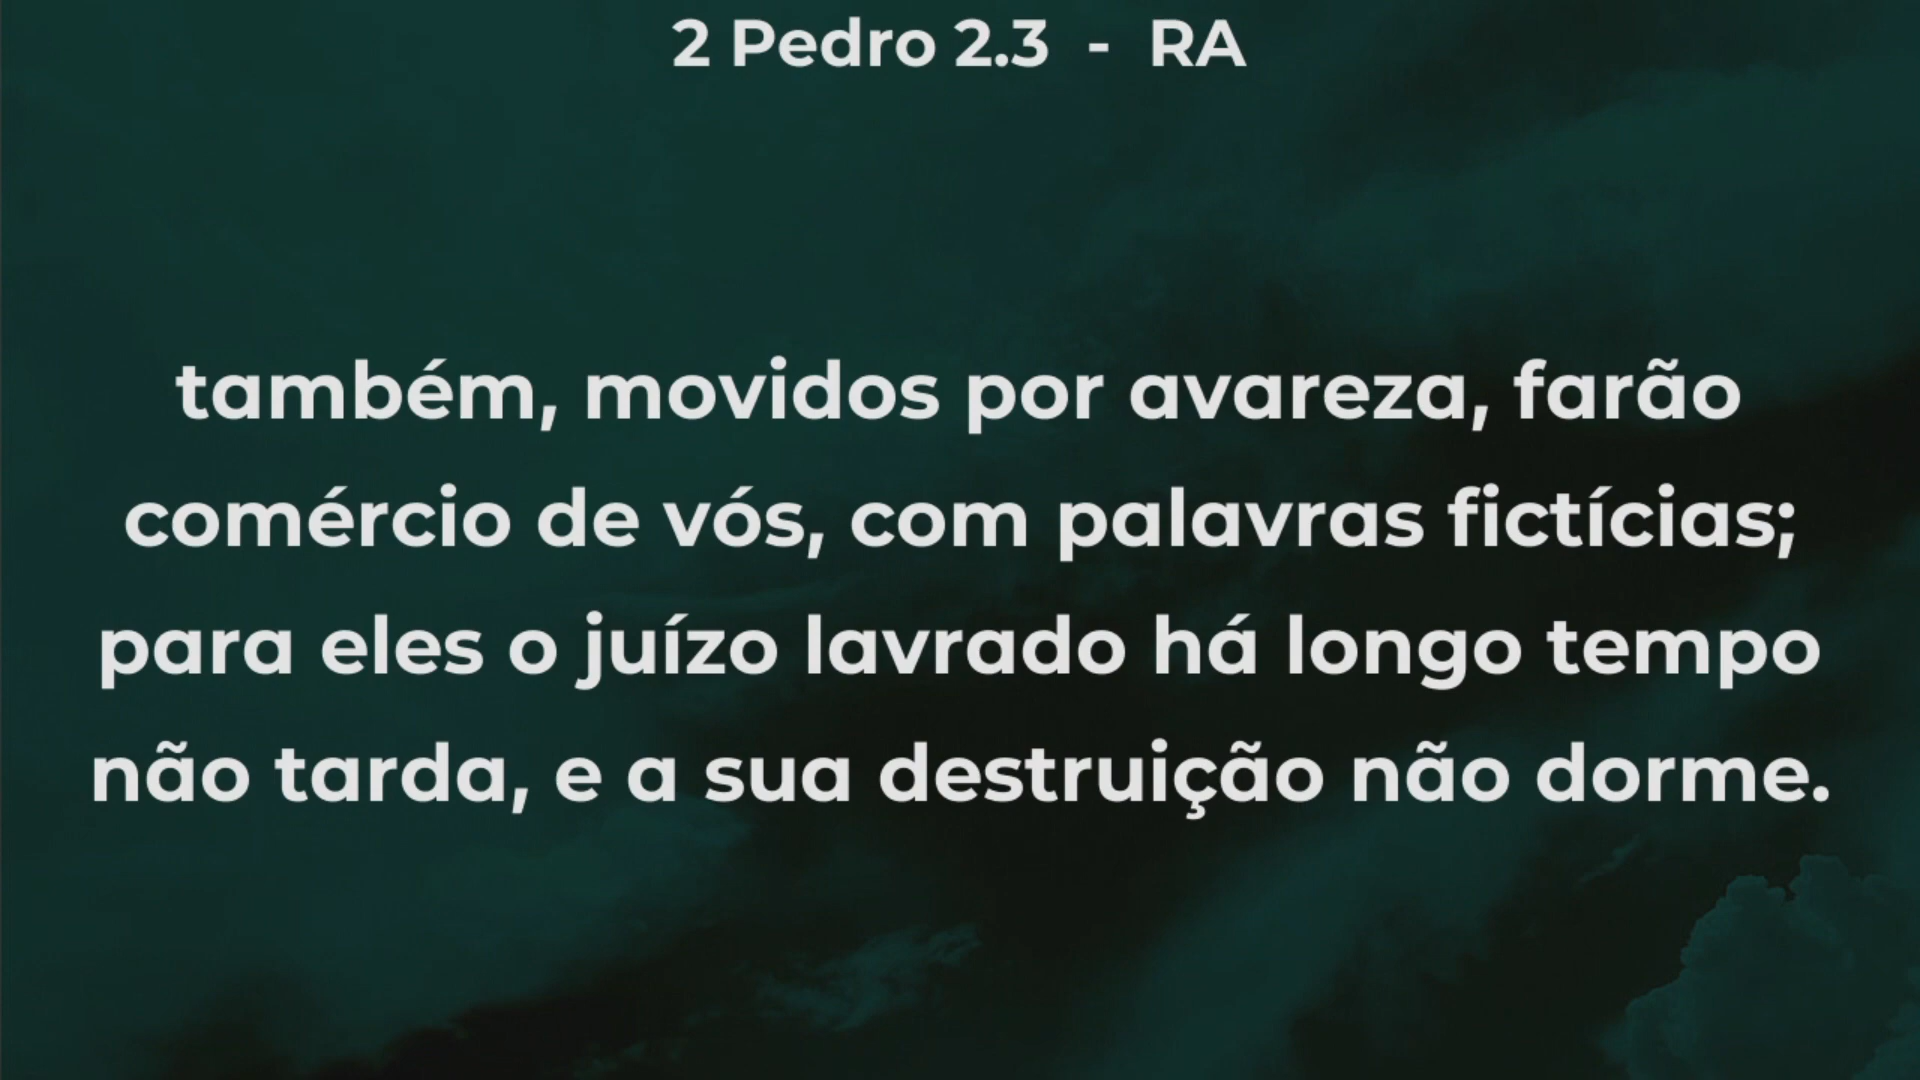 2 Pedro 2.3 - RA
também, movidos por avareza, farão
comércio de vós, com palavras fictícias;
para eles o juízo lavrado há longo tempo
não tarda, e a sua destruição não dorme.